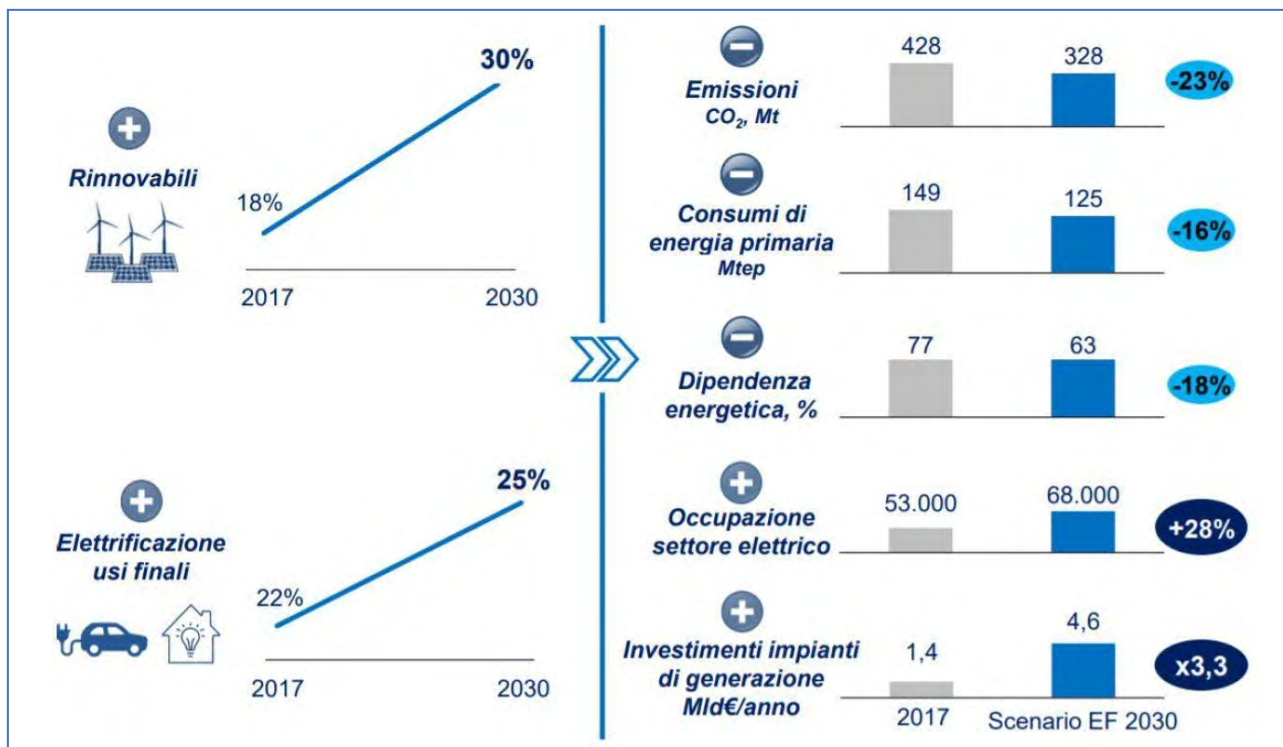 30%
Rinnovabili
18%
2017
2030
25%
Elettrificazione
usi finali
22%
2017
2030
Emissioni
CO₂, Mt
428
328
-23%
Consumi di
energia primaria
Mtep
149
125
-16%
Dipendenza
energetica, %
77
63
-18%
Occupazione
settore elettrico
53.000
68.000
+28%
Investimenti impianti
di generazione
Mld€/anno
1,4
4,6
x3,3
2017
Scenario EF 2030